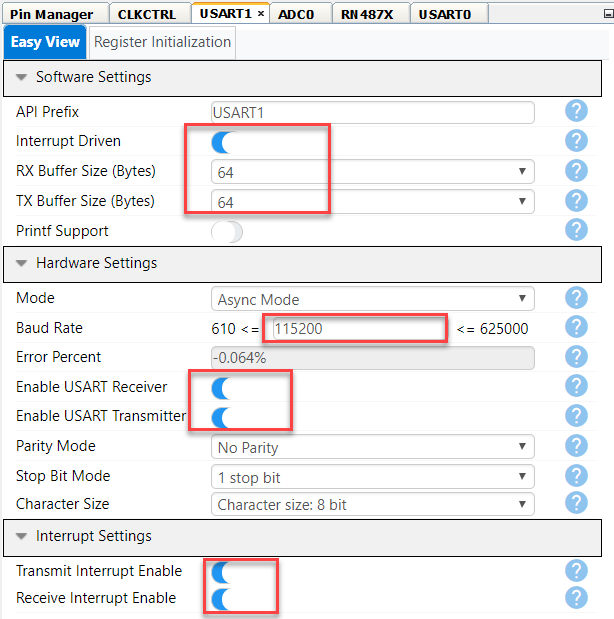 Pin Manager CLKCTRL USART1 × ADC0 RN487X USART0
Easy View Register Initialization
Software Settings
API Prefix USART1 ?
Interrupt Driven ?
RX Buffer Size (Bytes) 64 ?
TX Buffer Size (Bytes) 64 ?
Printf Support ?
Hardware Settings
Mode Async Mode ?
Baud Rate 610 <= 115200 <= 625000 ?
Error Percent -0.064% ?
Enable USART Receiver ?
Enable USART Transmitter ?
Parity Mode No Parity ?
Stop Bit Mode 1 stop bit ?
Character Size Character size: 8 bit ?
Interrupt Settings
Transmit Interrupt Enable ?
Receive Interrupt Enable ?